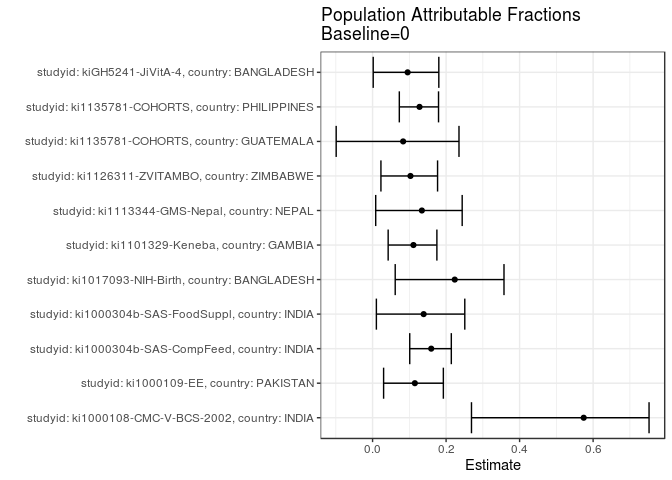 Population Attributable Fractions
Baseline=0
studyid: kiGH5241-JiVitA-4, country: BANGLADESH
studyid: ki1135781-COHORTS, country: PHILIPPINES
studyid: ki1135781-COHORTS, country: GUATEMALA
studyid: ki1126311-ZVITAMBO, country: ZIMBABWE
studyid: ki1113344-GMS-Nepal, country: NEPAL
studyid: ki1101329-Keneba, country: GAMBIA
studyid: ki1017093-NIH-Birth, country: BANGLADESH
studyid: ki1000304b-SAS-FoodSuppl, country: INDIA
studyid: ki1000304b-SAS-CompFeed, country: INDIA
studyid: ki1000109-EE, country: PAKISTAN
studyid: ki1000108-CMC-V-BCS-2002, country: INDIA
0.0 0.2 0.4 0.6
Estimate